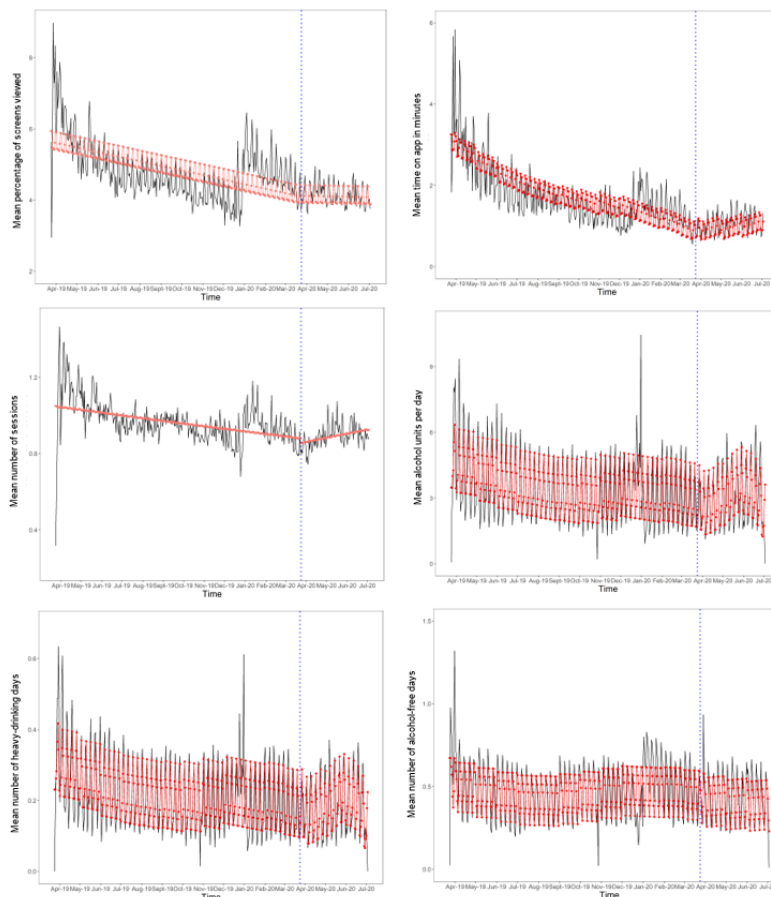 Mean percentage of screens viewed
8
6
4
2
Apr-19 May-19 Jun-19 Jul-19 Aug-19 Sep-19 Oct-19 Nov-19 Dec-19 Jan-20 Feb-20 Mar-20 Apr-20 May-20 Jun-20 Jul-20
Time
Mean time on app in minutes
6
4
2
0
Apr-19 May-19 Jun-19 Jul-19 Aug-19 Sep-19 Oct-19 Nov-19 Dec-19 Jan-20 Feb-20 Mar-20 Apr-20 May-20 Jun-20 Jul-20
Time
Mean number of sessions
1.2
0.8
0.4
Apr-19 May-19 Jun-19 Jul-19 Aug-19 Sep-19 Oct-19 Nov-19 Dec-19 Jan-20 Feb-20 Mar-20 Apr-20 May-20 Jun-20 Jul-20
Time
Mean alcohol units per day
9
6
3
0
Apr-19 May-19 Jun-19 Jul-19 Aug-19 Sep-19 Oct-19 Nov-19 Dec-19 Jan-20 Feb-20 Mar-20 Apr-20 May-20 Jun-20 Jul-20
Time
Mean number of heavy-drinking days
0.6
0.4
0.2
0.0
Apr-19 May-19 Jun-19 Jul-19 Aug-19 Sep-19 Oct-19 Nov-19 Dec-19 Jan-20 Feb-20 Mar-20 Apr-20 May-20 Jun-20 Jul-20
Time
Mean number of alcohol-free days
1.5
1.0
0.5
0.0
Apr-19 May-19 Jun-19 Jul-19 Aug-19 Sep-19 Oct-19 Nov-19 Dec-19 Jan-20 Feb-20 Mar-20 Apr-20 May-20 Jun-20 Jul-20
Time